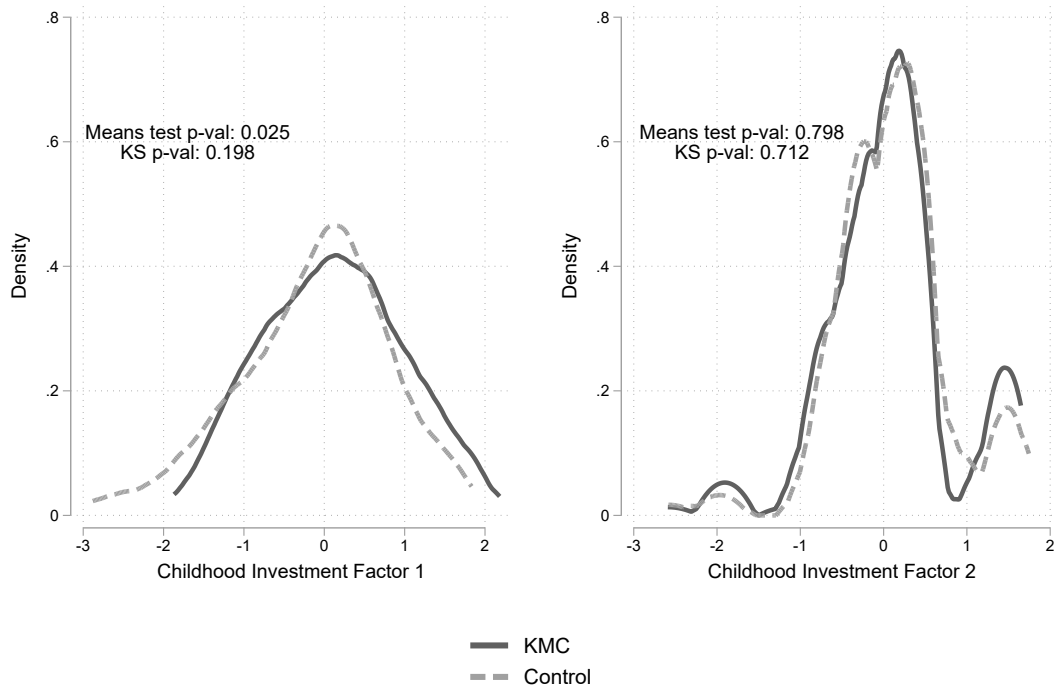 .8
.6
.4
.2
0
Density
Means test p-val: 0.025
KS p-val: 0.198
-3 -2 -1 0 1 2
Childhood Investment Factor 1
.8
.6
.4
.2
0
Density
Means test p-val: 0.798
KS p-val: 0.712
-3 -2 -1 0 1 2
Childhood Investment Factor 2
KMC
Control